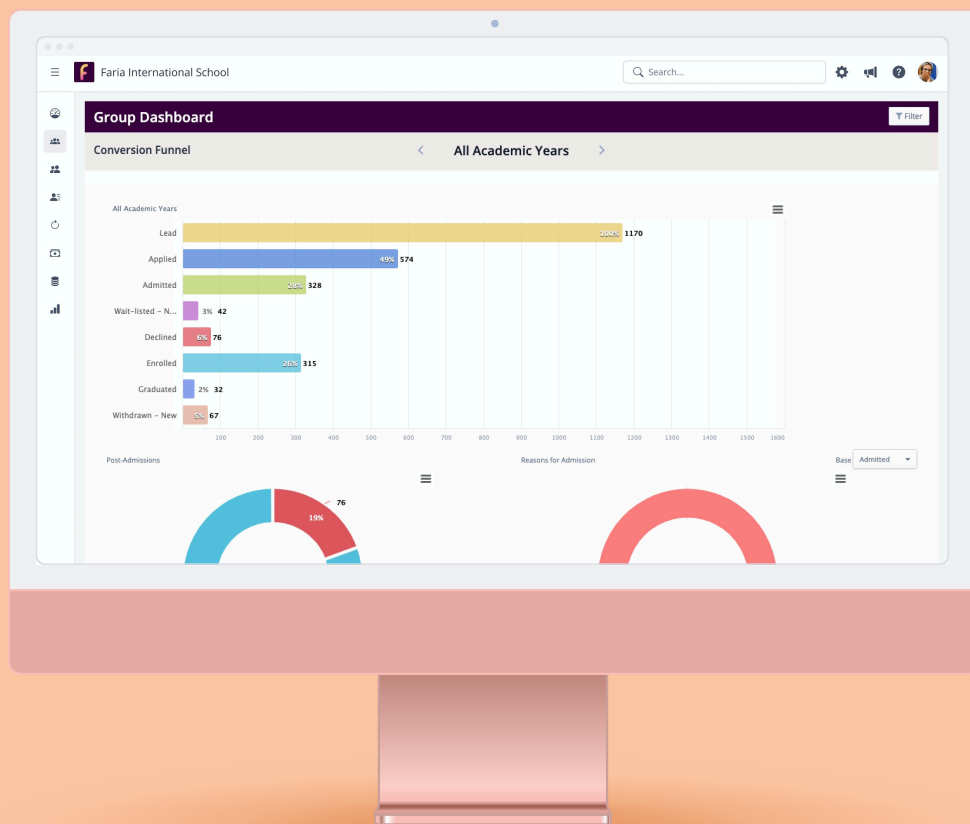 f Faria International School
Search...
Group Dashboard
Filter
Conversion Funnel
< All Academic Years >
All Academic Years
Lead 100% 1170
Applied 49% 574
Admitted 28% 328
Wait-listed - N... 3% 42
Declined 6% 76
Enrolled 26% 315
Graduated 2% 32
Withdrawn - New 5% 67
100 200 300 400 500 600 700 800 900 1000 1100 1200 1300 1400 1500 1600
Post-Admissions
Reasons for Admission
Base Admitted
76
19%